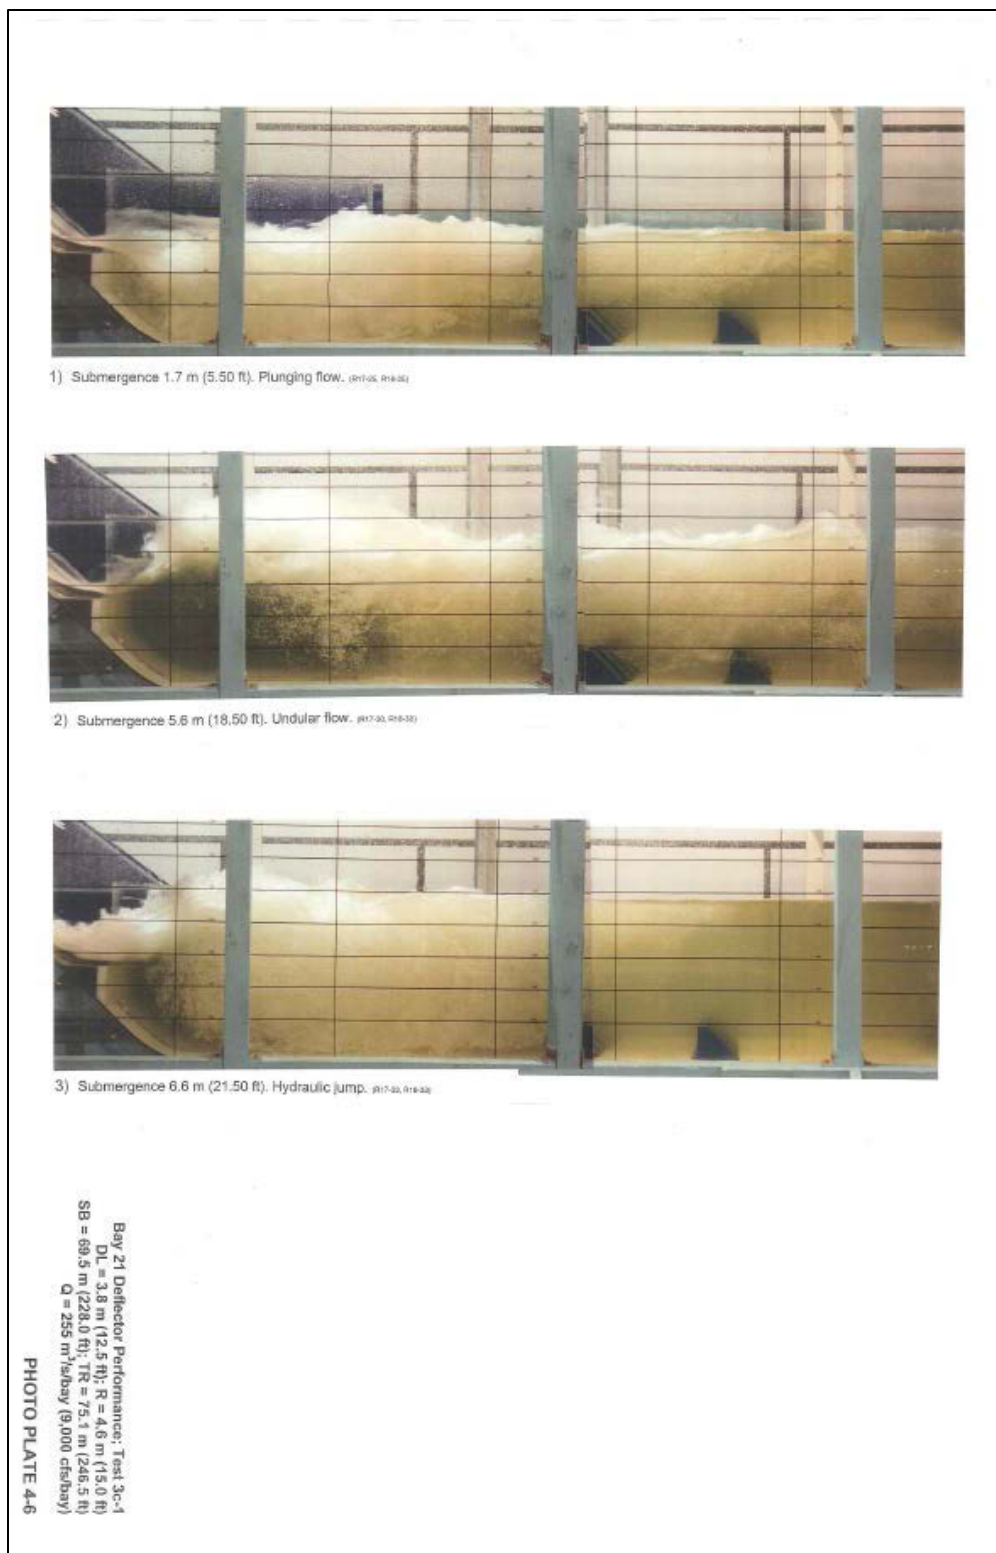 1) Submergence 1.7 m (5.50 ft). Plunging flow.
2) Submergence 5.6 m (18.50 ft). Undular flow.
3) Submergence 6.6 m (21.50 ft). Hydraulic jump.
Bay 21 Deflector Performance; Test 3c-1
DL = 3.8 m (12.5 ft); R = 4.6 m (15.0 ft)
SB = 69.5 m (228.0 ft); TR = 75.1 m (246.5 ft)
Q = 255 m³/s/bay (9,000 cfs/bay)
PHOTO PLATE 4-6